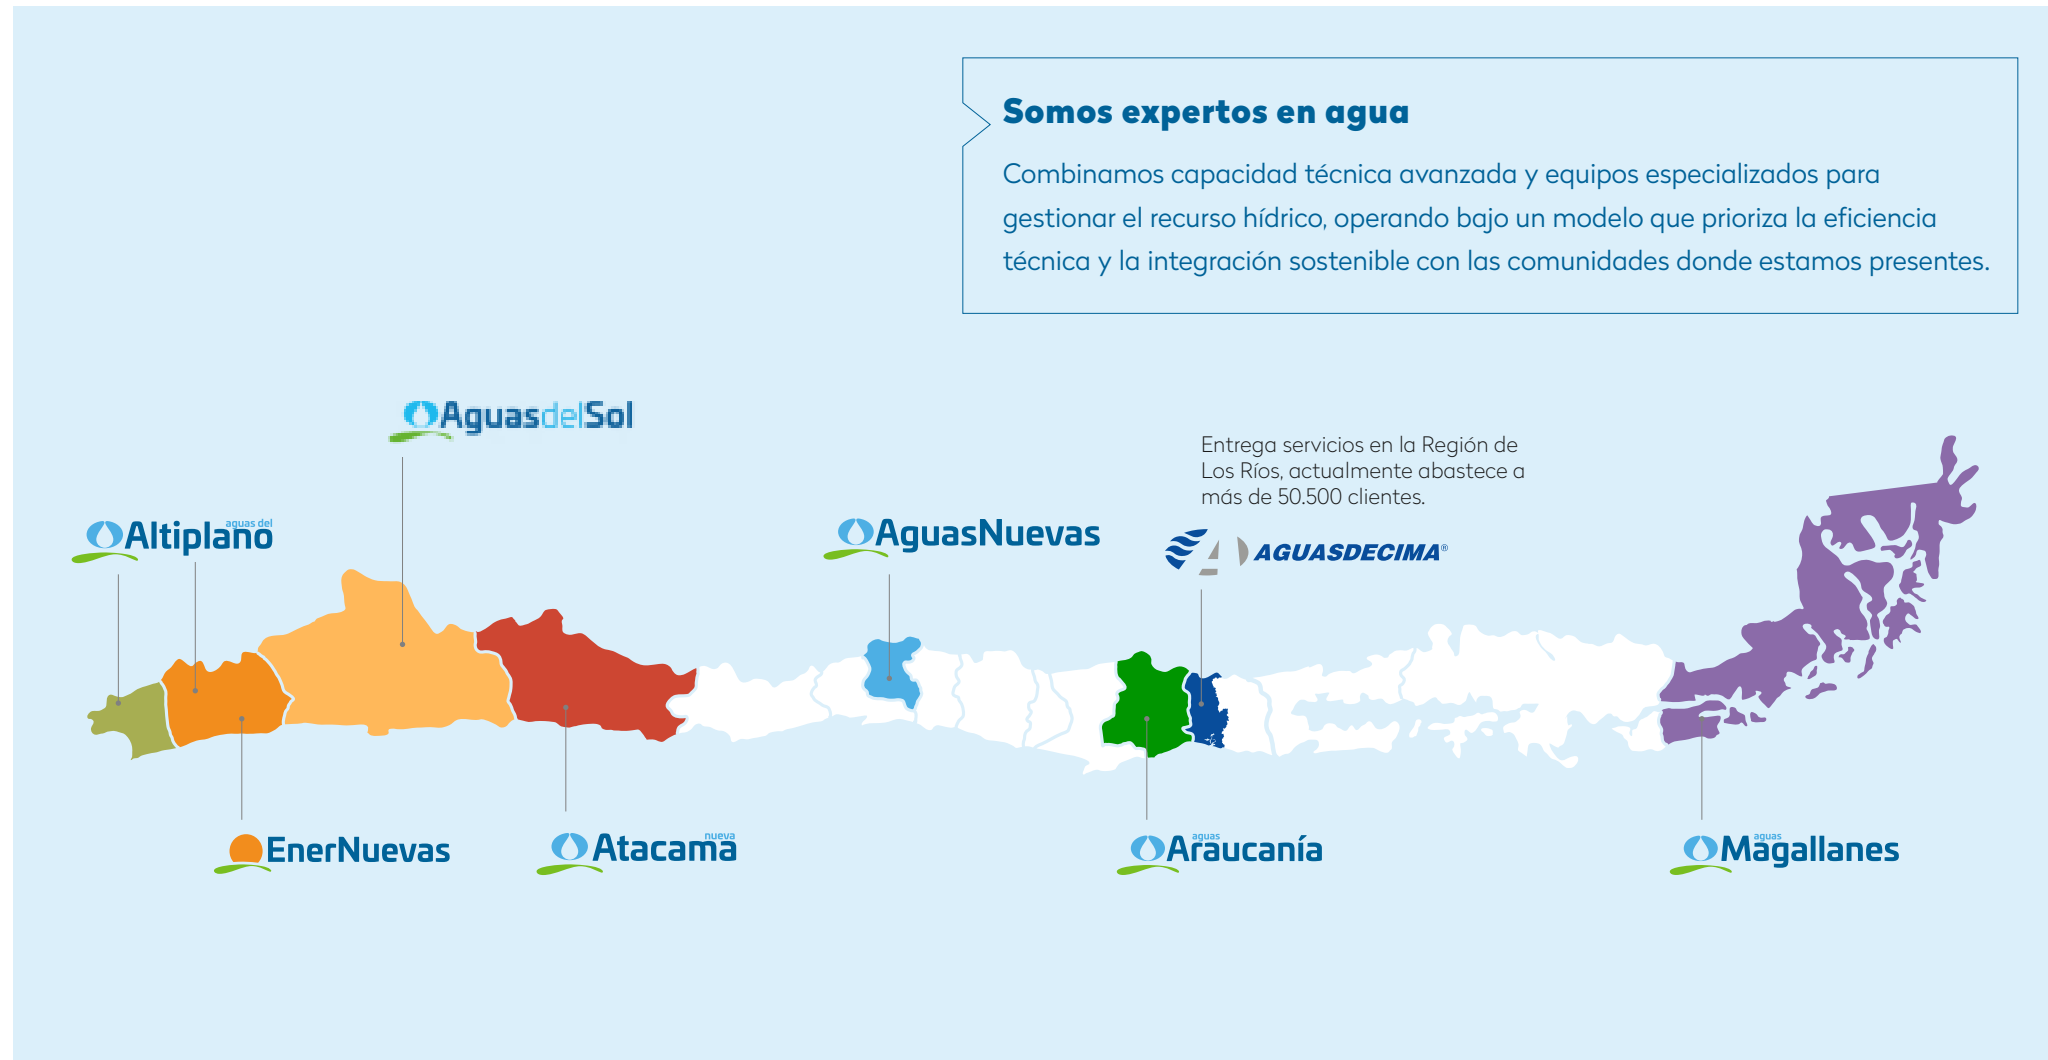 Somos expertos en agua
Combinamos capacidad técnica avanzada y equipos especializados para
gestionar el recurso hídrico, operando bajo un modelo que prioriza la eficiencia
técnica y la integración sostenible con las comunidades donde estamos presentes.
AguasdelSol
Entrega servicios en la Región de
Los Ríos, actualmente abastece a
más de 50.500 clientes.
aguas del
Altiplano
AguasNuevas
AGUASDECIMA®
EnerNuevas
nueva
Atacama
aguas
Araucanía
aguas
Magallanes